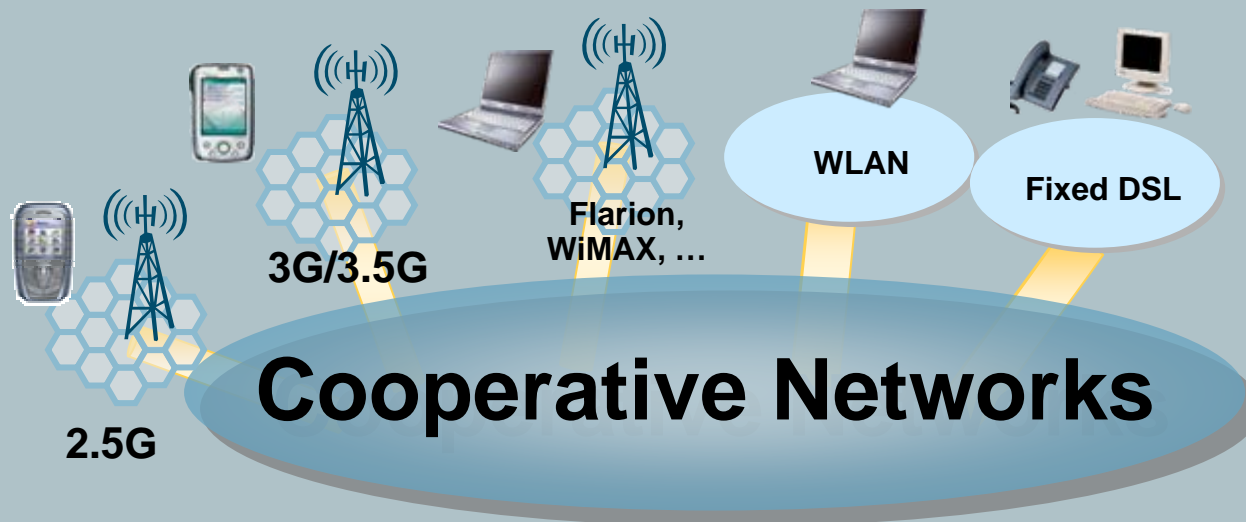 WLAN
Fixed DSL
Flarion,
WiMAX, …
3G/3.5G
Cooperative Networks
2.5G